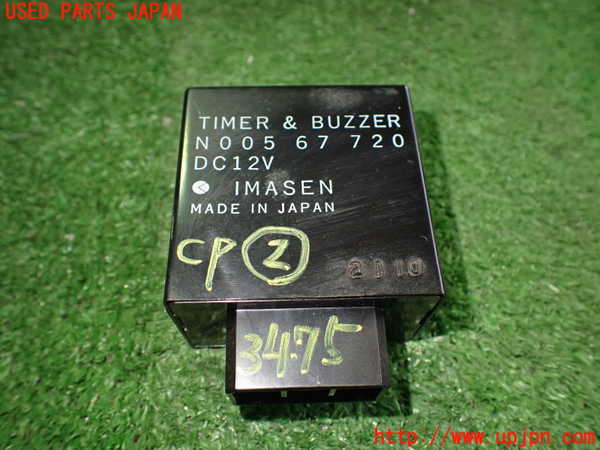 USED PARTS JAPAN
TIMER & BUZZER
N005 67 720
DC12V
IMASEN
MADE IN JAPAN
CP 2
2010
3475
http://www.upjpn.com/